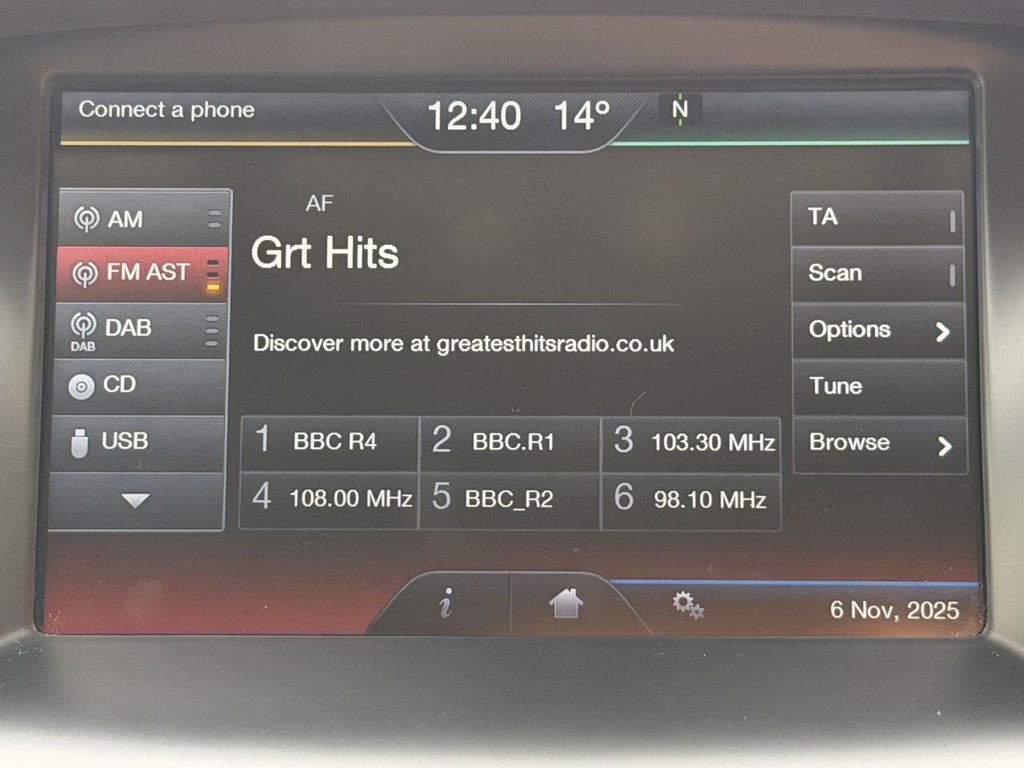 Connect a phone
12:40 14° N
AF
Grt Hits
Discover more at greatesthitsradio.co.uk
AM
FM AST
DAB
DAB
CD
USB
1 BBC R4
2 BBC.R1
3 103.30 MHz
4 108.00 MHz
5 BBC_R2
6 98.10 MHz
TA
Scan
Options
Tune
Browse
i
6 Nov, 2025